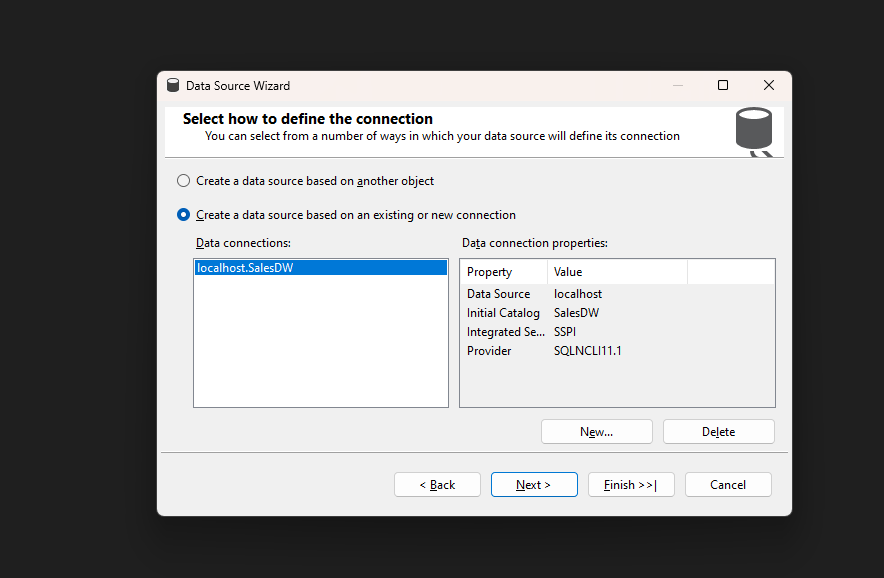 Data Source Wizard
Select how to define the connection
You can select from a number of ways in which your data source will define its connection
Create a data source based on another object
Create a data source based on an existing or new connection
Data connections:
localhost.SalesDW
Data connection properties:
Property Value
Data Source localhost
Initial Catalog SalesDW
Integrated Se... SSPI
Provider SQLNCLI11.1
New...
Delete
< Back
Next >
Finish >>|
Cancel